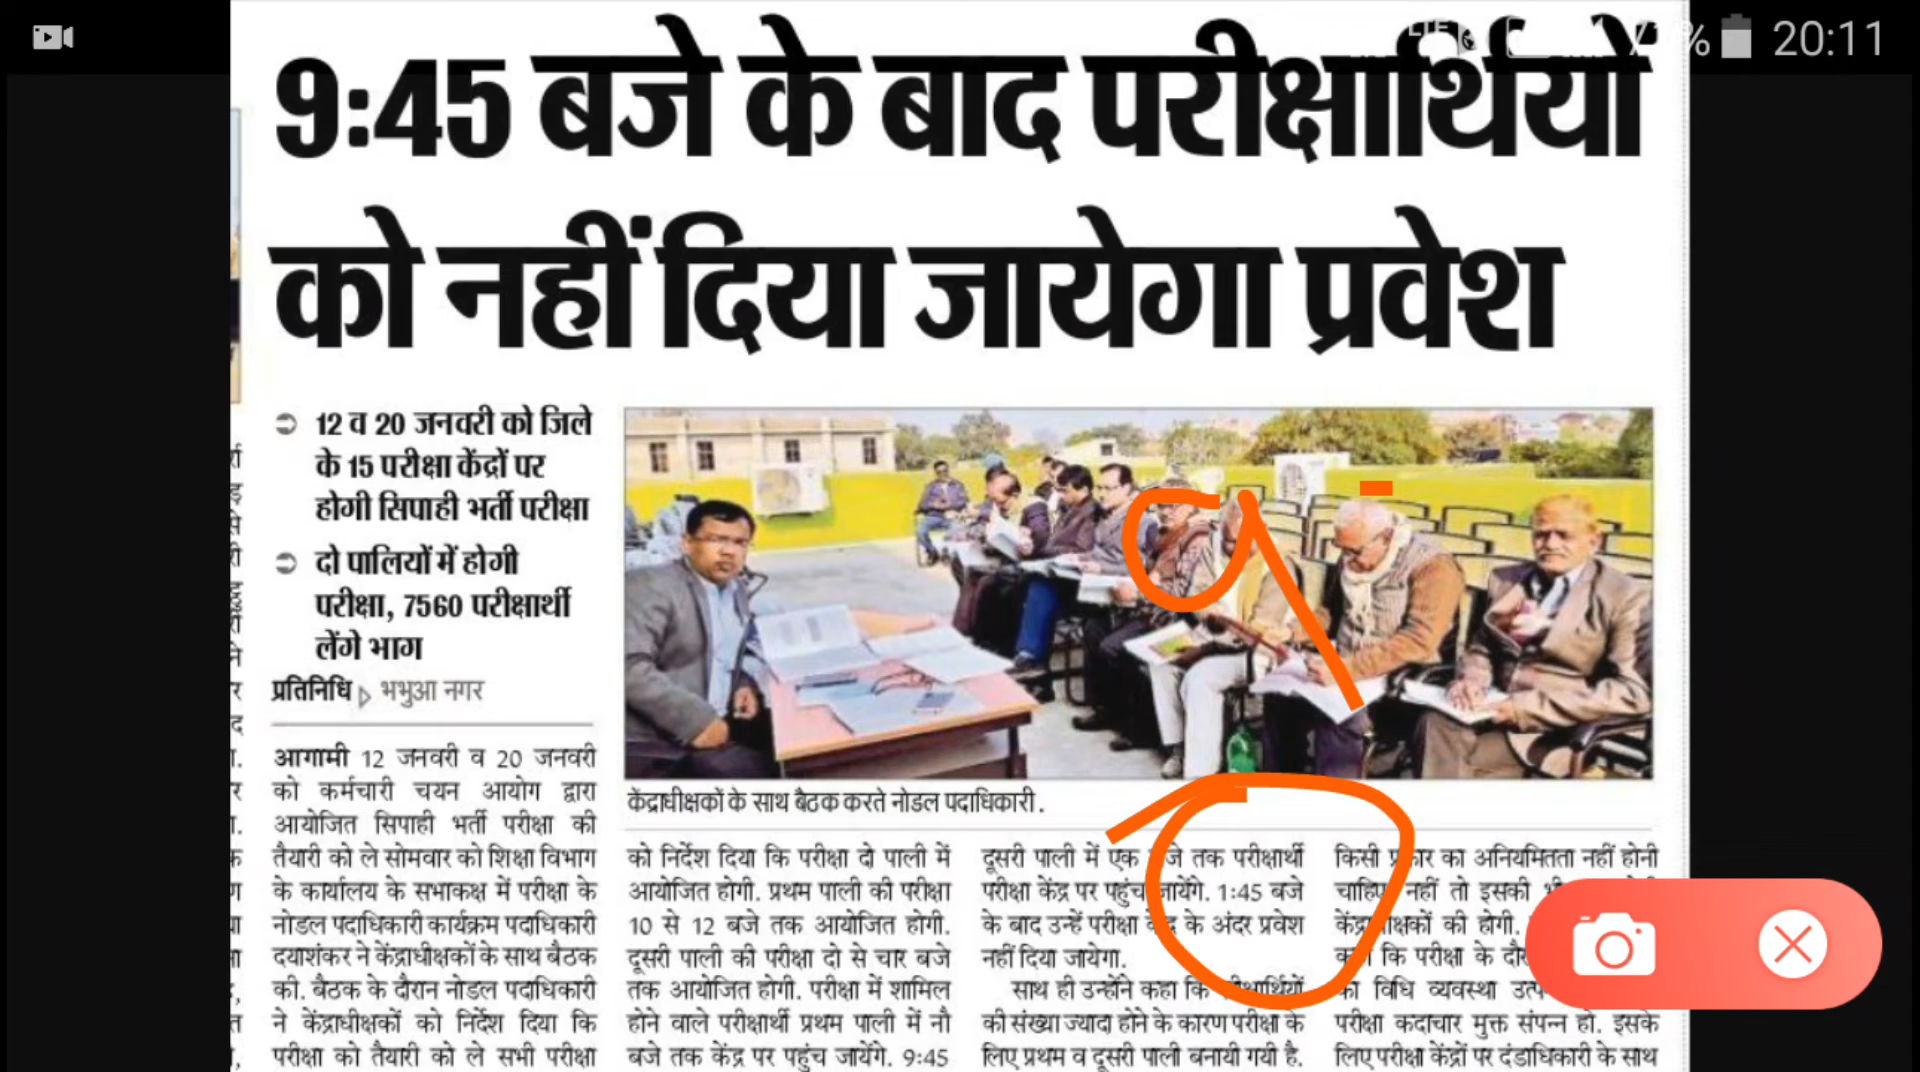 20:11
9:45 बजे के बाद परीक्षार्थियों
को नहीं दिया जायेगा प्रवेश
12 व 20 जनवरी को जिले
के 15 परीक्षा केंद्रों पर
होगी सिपाही भर्ती परीक्षा
दो पालियों में होगी
परीक्षा, 7560 परीक्षार्थी
लेंगे भाग
प्रतिनिधि भभुआ नगर
आगामी 12 जनवरी व 20 जनवरी
को कर्मचारी चयन आयोग द्वारा
आयोजित सिपाही भर्ती परीक्षा की
तैयारी को ले सोमवार को शिक्षा विभाग
के कार्यालय के सभाकक्ष में परीक्षा के
नोडल पदाधिकारी कार्यक्रम पदाधिकारी
दयाशंकर ने केंद्राधीक्षकों के साथ बैठक
की. बैठक के दौरान नोडल पदाधिकारी
ने केंद्राधीक्षकों को निर्देश दिया कि
परीक्षा को तैयारी को ले सभी परीक्षा
केंद्राधीक्षकों के साथ बैठक करते नोडल पदाधिकारी.
को निर्देश दिया कि परीक्षा दो पाली में
आयोजित होगी. प्रथम पाली की परीक्षा
10 से 12 बजे तक आयोजित होगी.
दूसरी पाली की परीक्षा दो से चार बजे
तक आयोजित होगी. परीक्षा में शामिल
होने वाले परीक्षार्थी प्रथम पाली में नौ
बजे तक केंद्र पर पहुंच जायेंगे. 9:45
दूसरी पाली में एक तक परीक्षार्थी
परीक्षा केंद्र पर पहुंच जायेंगे. 1:45 बजे
के बाद उन्हें परीक्षा के अंदर प्रवेश
नहीं दिया जायेगा.
साथ ही उन्होंने कहा कि
की संख्या ज्यादा होने के कारण परीक्षा के
लिए प्रथम व दूसरी पाली बनायी गयी है.
किसी का अनियमितता नहीं होनी
चाहिए नहीं तो इसकी
की होगी.
कि परीक्षा के
विधि व्यवस्था
परीक्षा कदाचार मुक्त संपन्न हो. इसके
लिए परीक्षा केंद्रों पर दंडाधिकारी के साथ